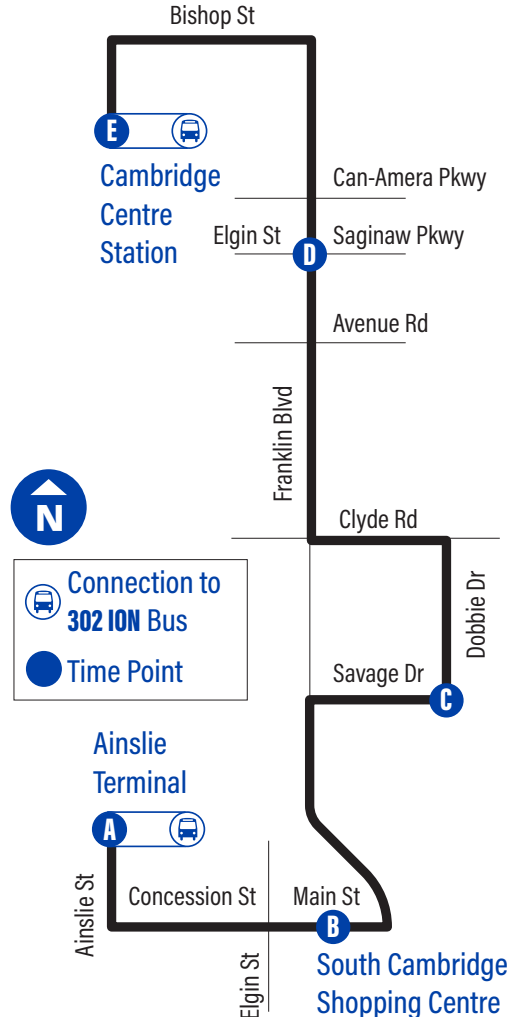 Bishop St
E
Cambridge
Centre
Station
Can-Amera Pkwy
Elgin St
Saginaw Pkwy
D
Avenue Rd
Franklin Blvd
N
Clyde Rd
Connection to
302 ION Bus
Time Point
Dobbie Dr
Savage Dr
C
Ainslie
Terminal
A
Ainslie St
Concession St
Main St
B
Elgin St
South Cambridge
Shopping Centre